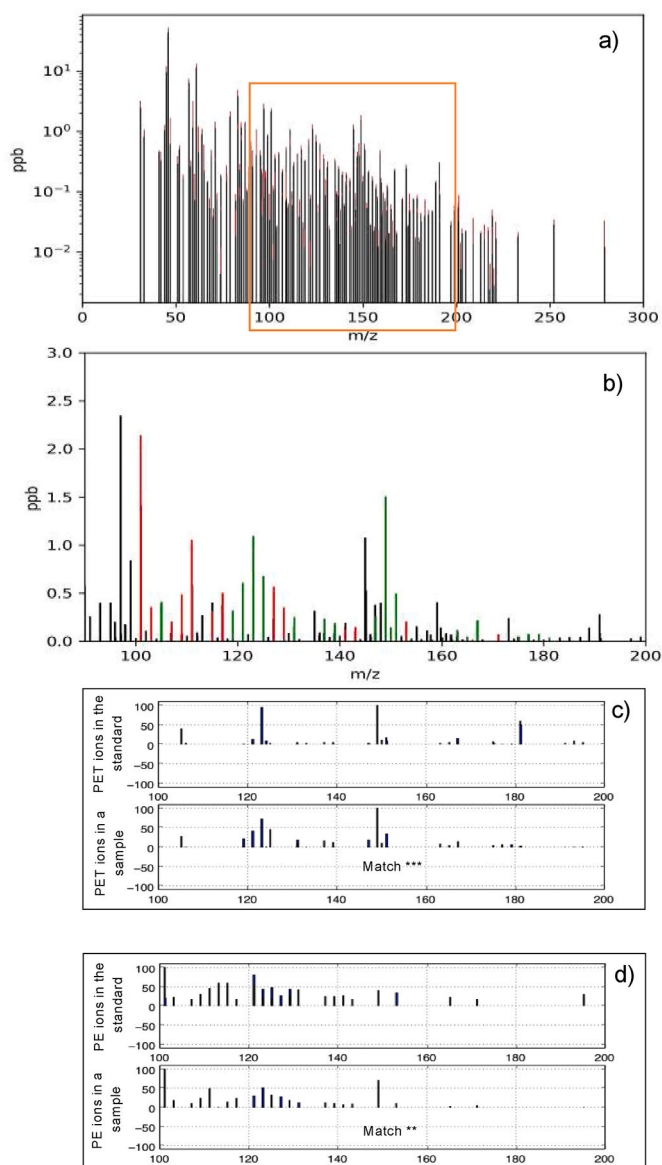 a)
10¹
10⁰
10⁻¹
10⁻²
ppb
0 50 100 150 200 250 300
m/z
b)
3.0
2.5
2.0
1.5
1.0
0.5
0.0
ppb
100 120 140 160 180 200
m/z
c)
PET ions in the
standard
100
50
0
−50
−100
100 120 140 160 180 200
PET ions in a
sample
100
50
0
−50
−100
Match ***
100 120 140 160 180 200
d)
PE ions in the
standard
100
50
0
−50
−100
100 120 140 160 180 200
PE ions in a
sample
100
50
0
−50
−100
Match **
100 120 140 160 180 200